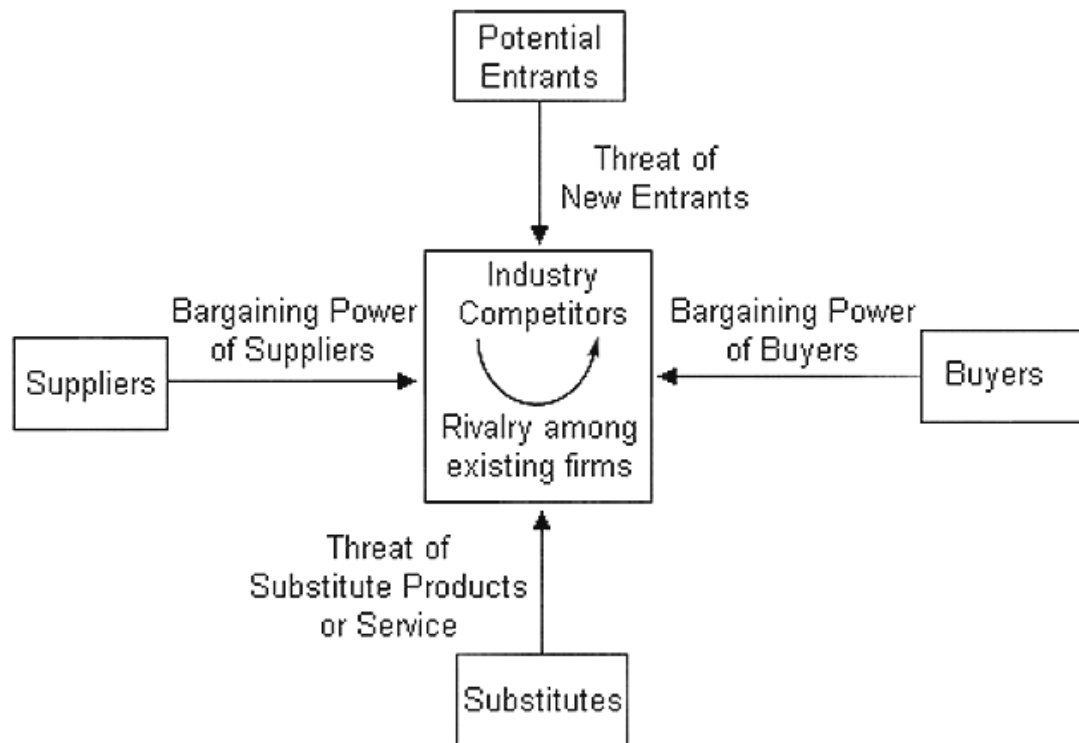 Potential
Entrants
Threat of
New Entrants
Industry
Competitors
Bargaining Power
of Suppliers
Bargaining Power
of Buyers
Suppliers
Buyers
Rivalry among
existing firms
Threat of
Substitute Products
or Service
Substitutes